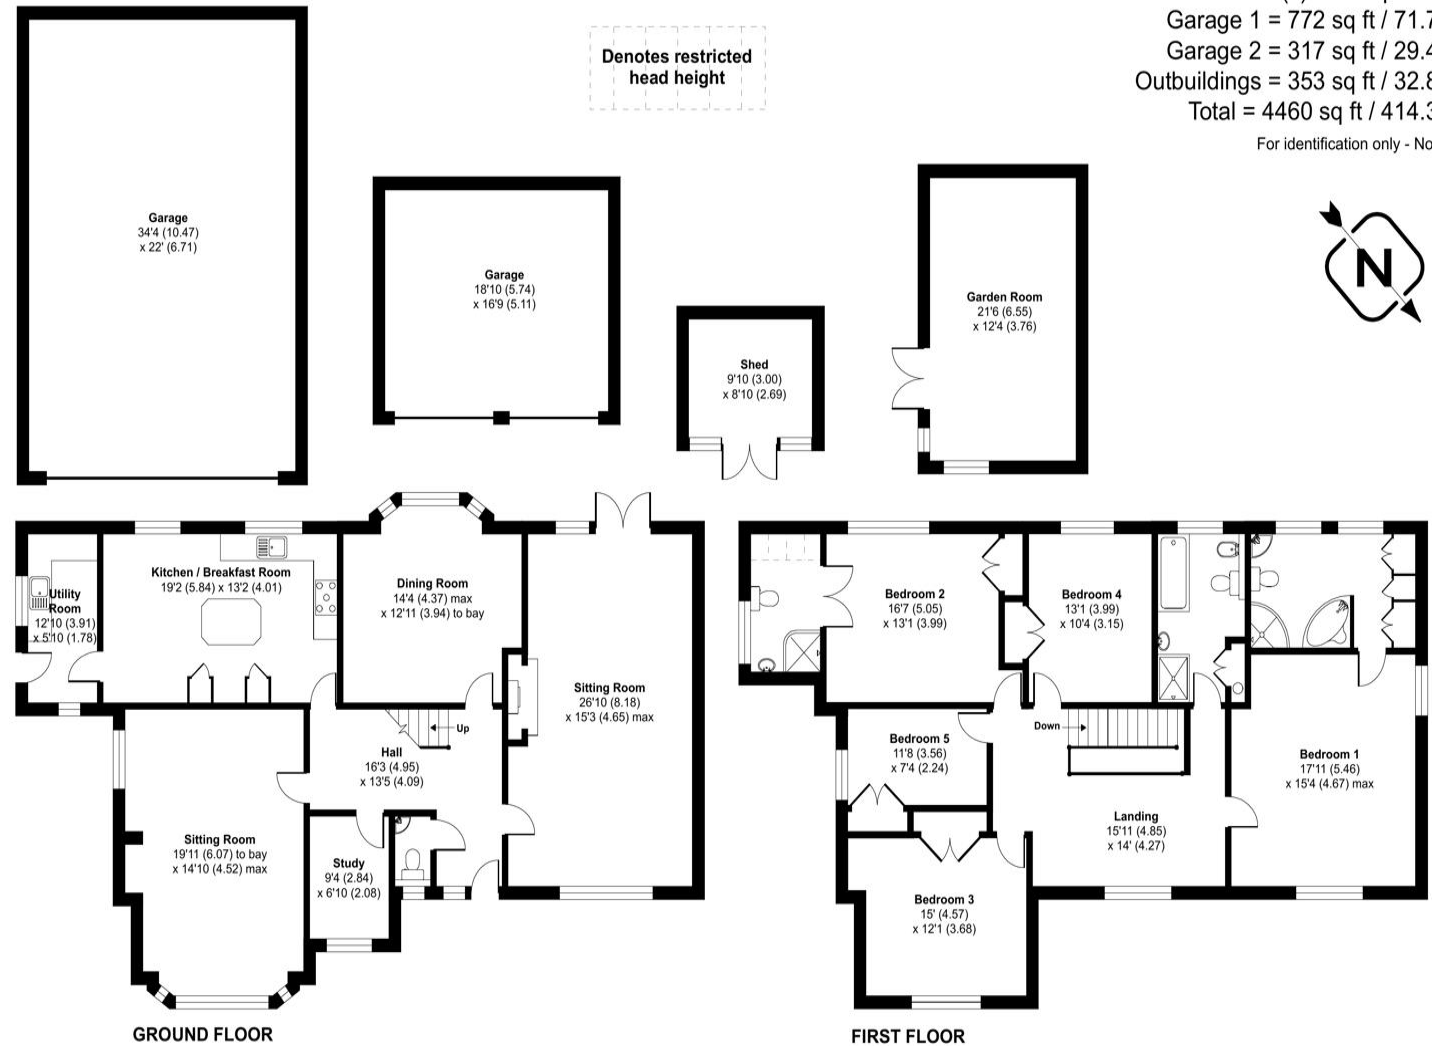 Garage 1 = 772 sq ft / 71.7
Garage 2 = 317 sq ft / 29.4
Outbuildings = 353 sq ft / 32.8
Total = 4460 sq ft / 414.3
For identification only - No
Denotes restricted
head height
N
Garage
34'4 (10.47)
x 22' (6.71)
Garage
18'10 (5.74)
x 16'9 (5.11)
Shed
9'10 (3.00)
x 8'10 (2.69)
Garden Room
21'6 (6.55)
x 12'4 (3.76)
Utility
Room
12'10 (3.91)
x 5'10 (1.78)
Kitchen / Breakfast Room
19'2 (5.84) x 13'2 (4.01)
Dining Room
14'4 (4.37) max
x 12'11 (3.94) to bay
Sitting Room
26'10 (8.18)
x 15'3 (4.65) max
Up
Hall
16'3 (4.95)
x 13'5 (4.09)
Sitting Room
19'11 (6.07) to bay
x 14'10 (4.52) max
Study
9'4 (2.84)
x 6'10 (2.08)
GROUND FLOOR
Bedroom 2
16'7 (5.05)
x 13'1 (3.99)
Bedroom 4
13'1 (3.99)
x 10'4 (3.15)
Bedroom 5
11'8 (3.56)
x 7'4 (2.24)
Down
Bedroom 1
17'11 (5.46)
x 15'4 (4.67) max
Landing
15'11 (4.85)
x 14' (4.27)
Bedroom 3
15' (4.57)
x 12'1 (3.68)
FIRST FLOOR